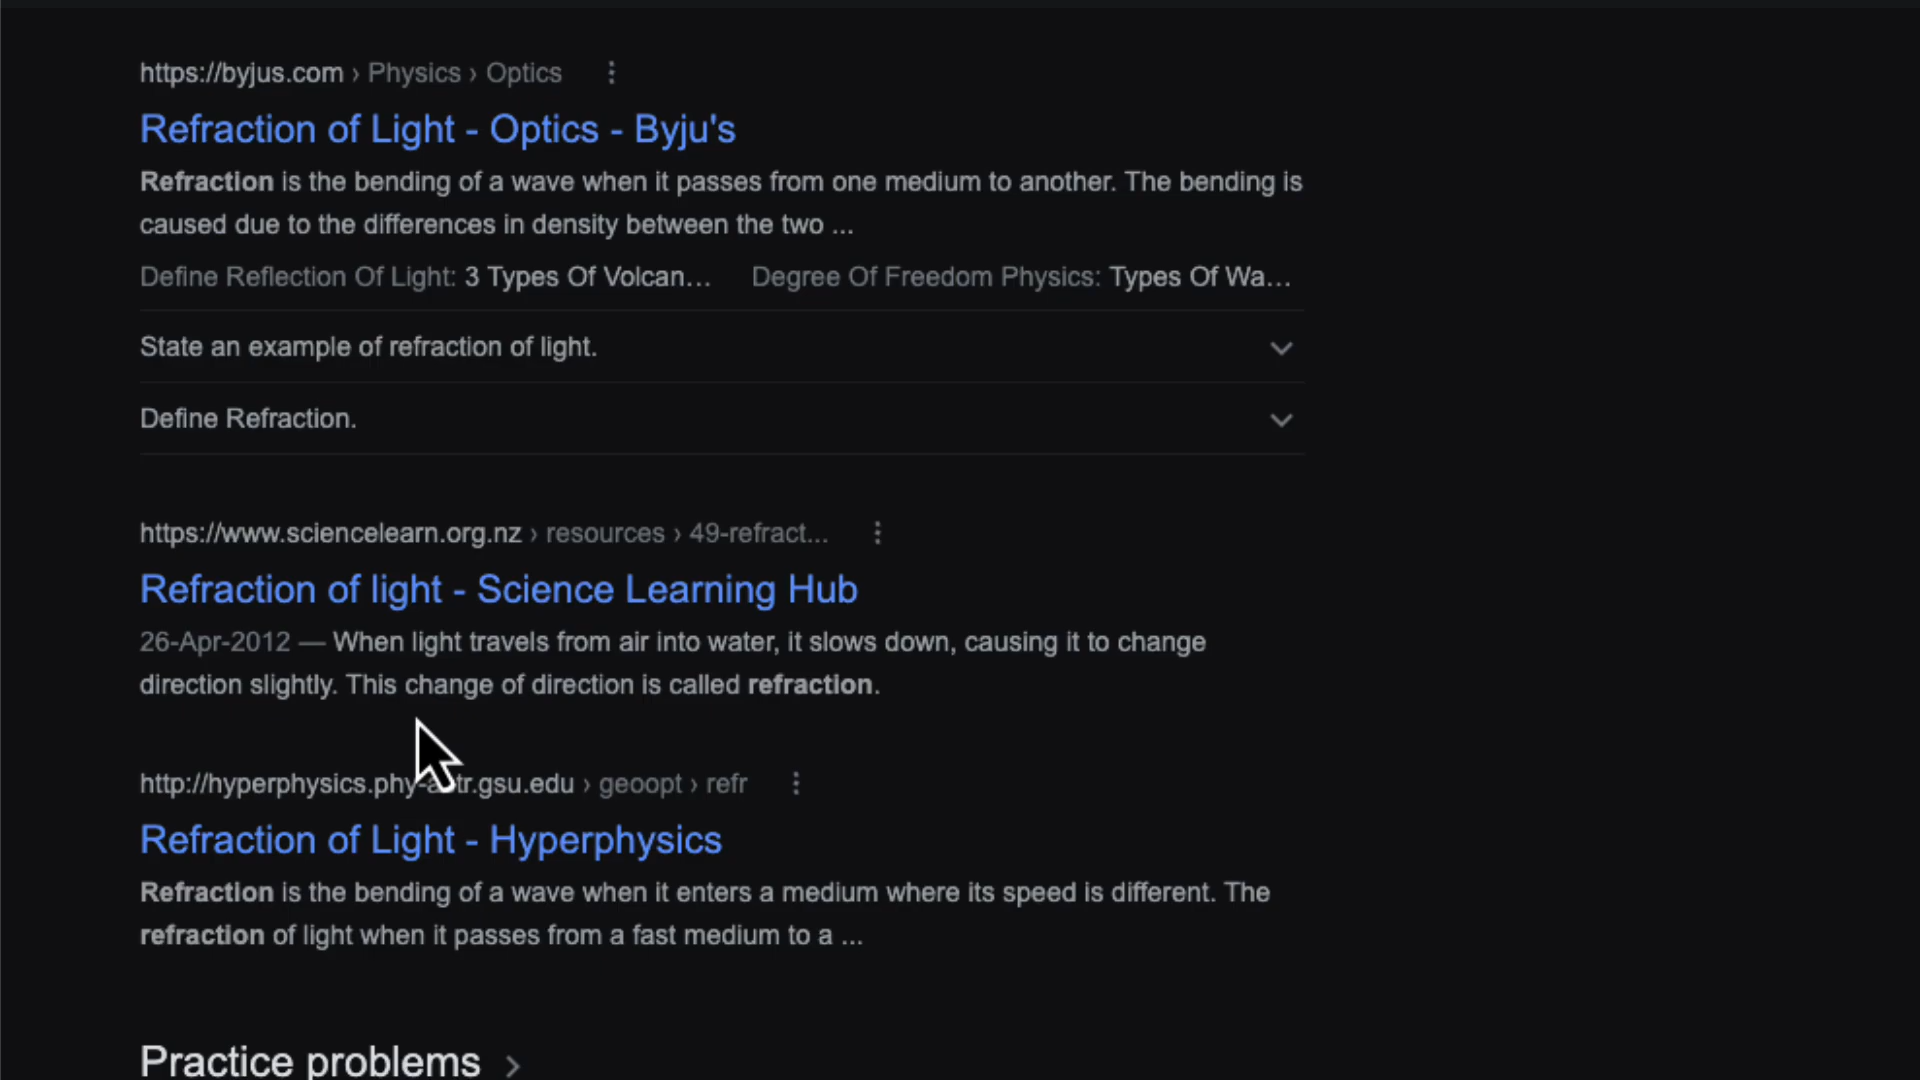 https://byjus.com › Physics › Optics
Refraction of Light - Optics - Byju's
Refraction is the bending of a wave when it passes from one medium to another. The bending is
caused due to the differences in density between the two ...
Define Reflection Of Light: 3 Types Of Volcan... Degree Of Freedom Physics: Types Of Wa...
State an example of refraction of light.
Define Refraction.
https://www.sciencelearn.org.nz › resources › 49-refract...
Refraction of light - Science Learning Hub
26-Apr-2012 — When light travels from air into water, it slows down, causing it to change
direction slightly. This change of direction is called refraction.
http://hyperphysics.phy-astr.gsu.edu › geoopt › refr
Refraction of Light - Hyperphysics
Refraction is the bending of a wave when it enters a medium where its speed is different. The
refraction of light when it passes from a fast medium to a ...
Practice problems ›